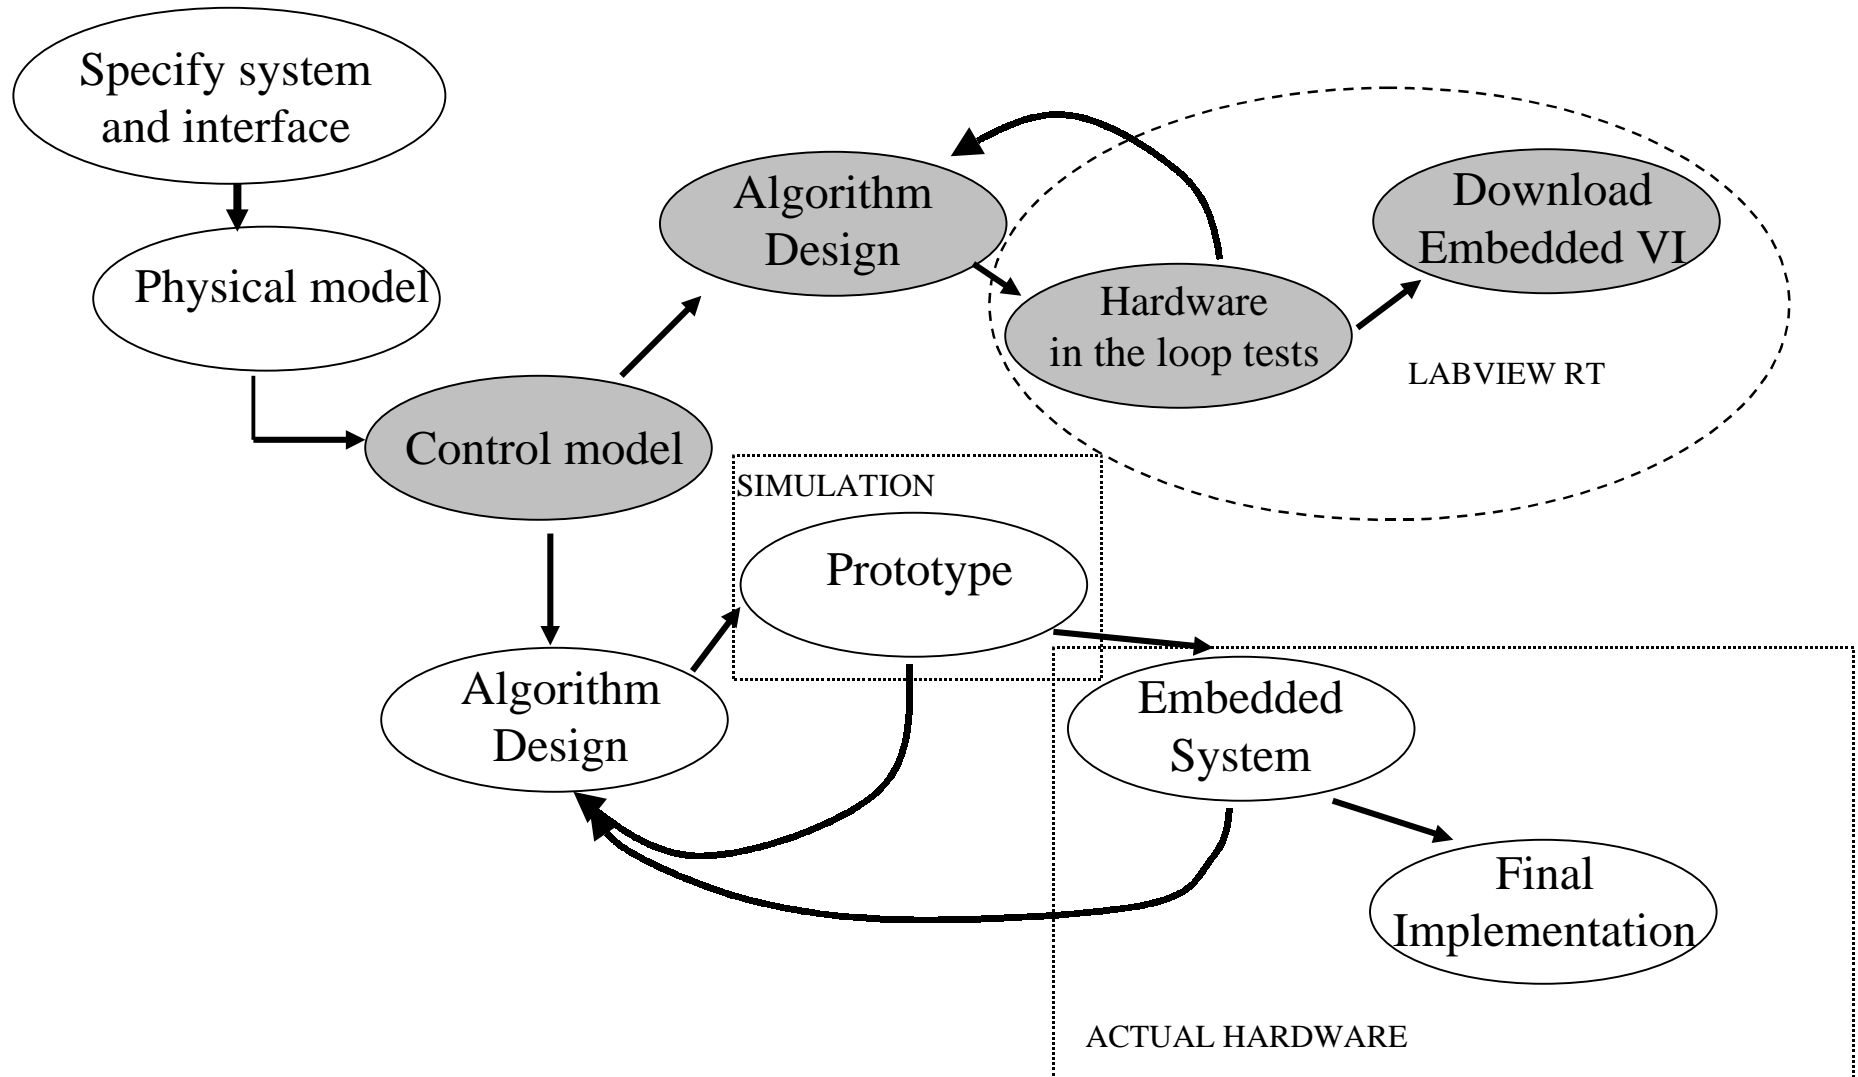 Specify system
and interface
Physical model
Control model
Algorithm
Design
Hardware
in the loop tests
Download
Embedded VI
LABVIEW RT
SIMULATION
Prototype
Algorithm
Design
Embedded
System
Final
Implementation
ACTUAL HARDWARE